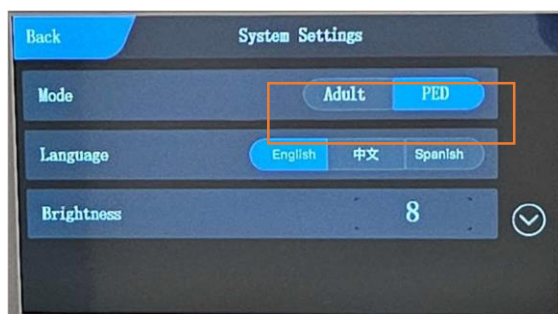 Back System Settings
Mode Adult PED
Language English 中文 Spanish
Brightness 8